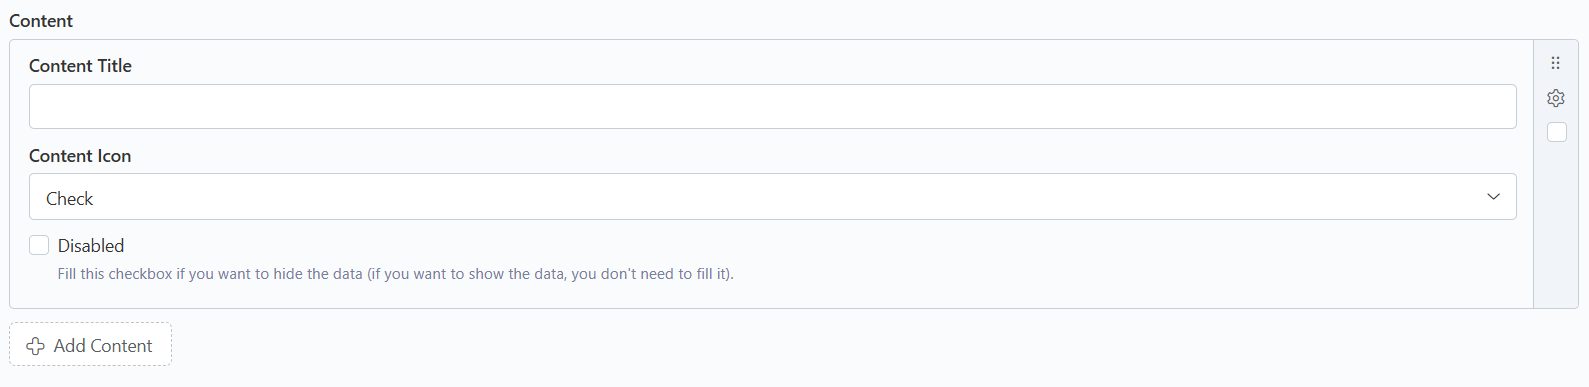 Content
Content Title
Content Icon
Check
Disabled
Fill this checkbox if you want to hide the data (if you want to show the data, you don't need to fill it).
Add Content